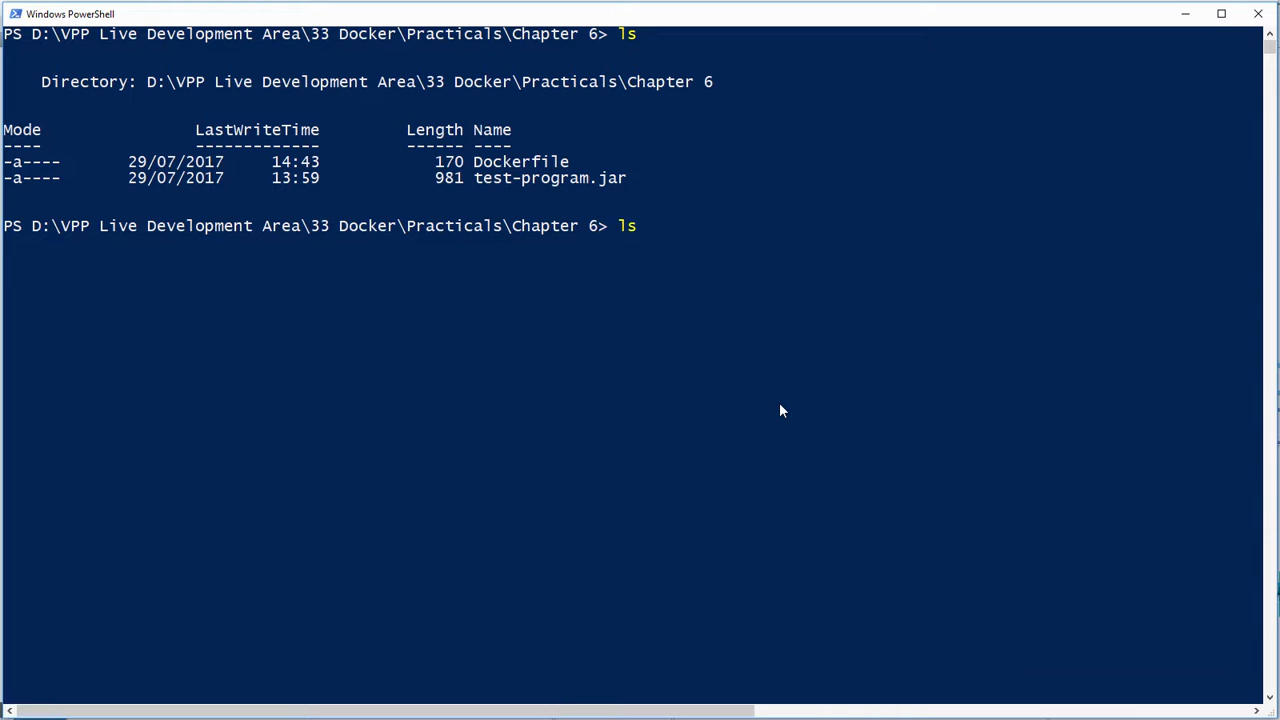 Windows PowerShell
PS D:\VPP Live Development Area\33 Docker\Practicals\Chapter 6> ls
Directory: D:\VPP Live Development Area\33 Docker\Practicals\Chapter 6
Mode                LastWriteTime         Length Name
----                -------------         ------ ----
-a----       29/07/2017     14:43            170 Dockerfile
-a----       29/07/2017     13:59            981 test-program.jar
PS D:\VPP Live Development Area\33 Docker\Practicals\Chapter 6> ls